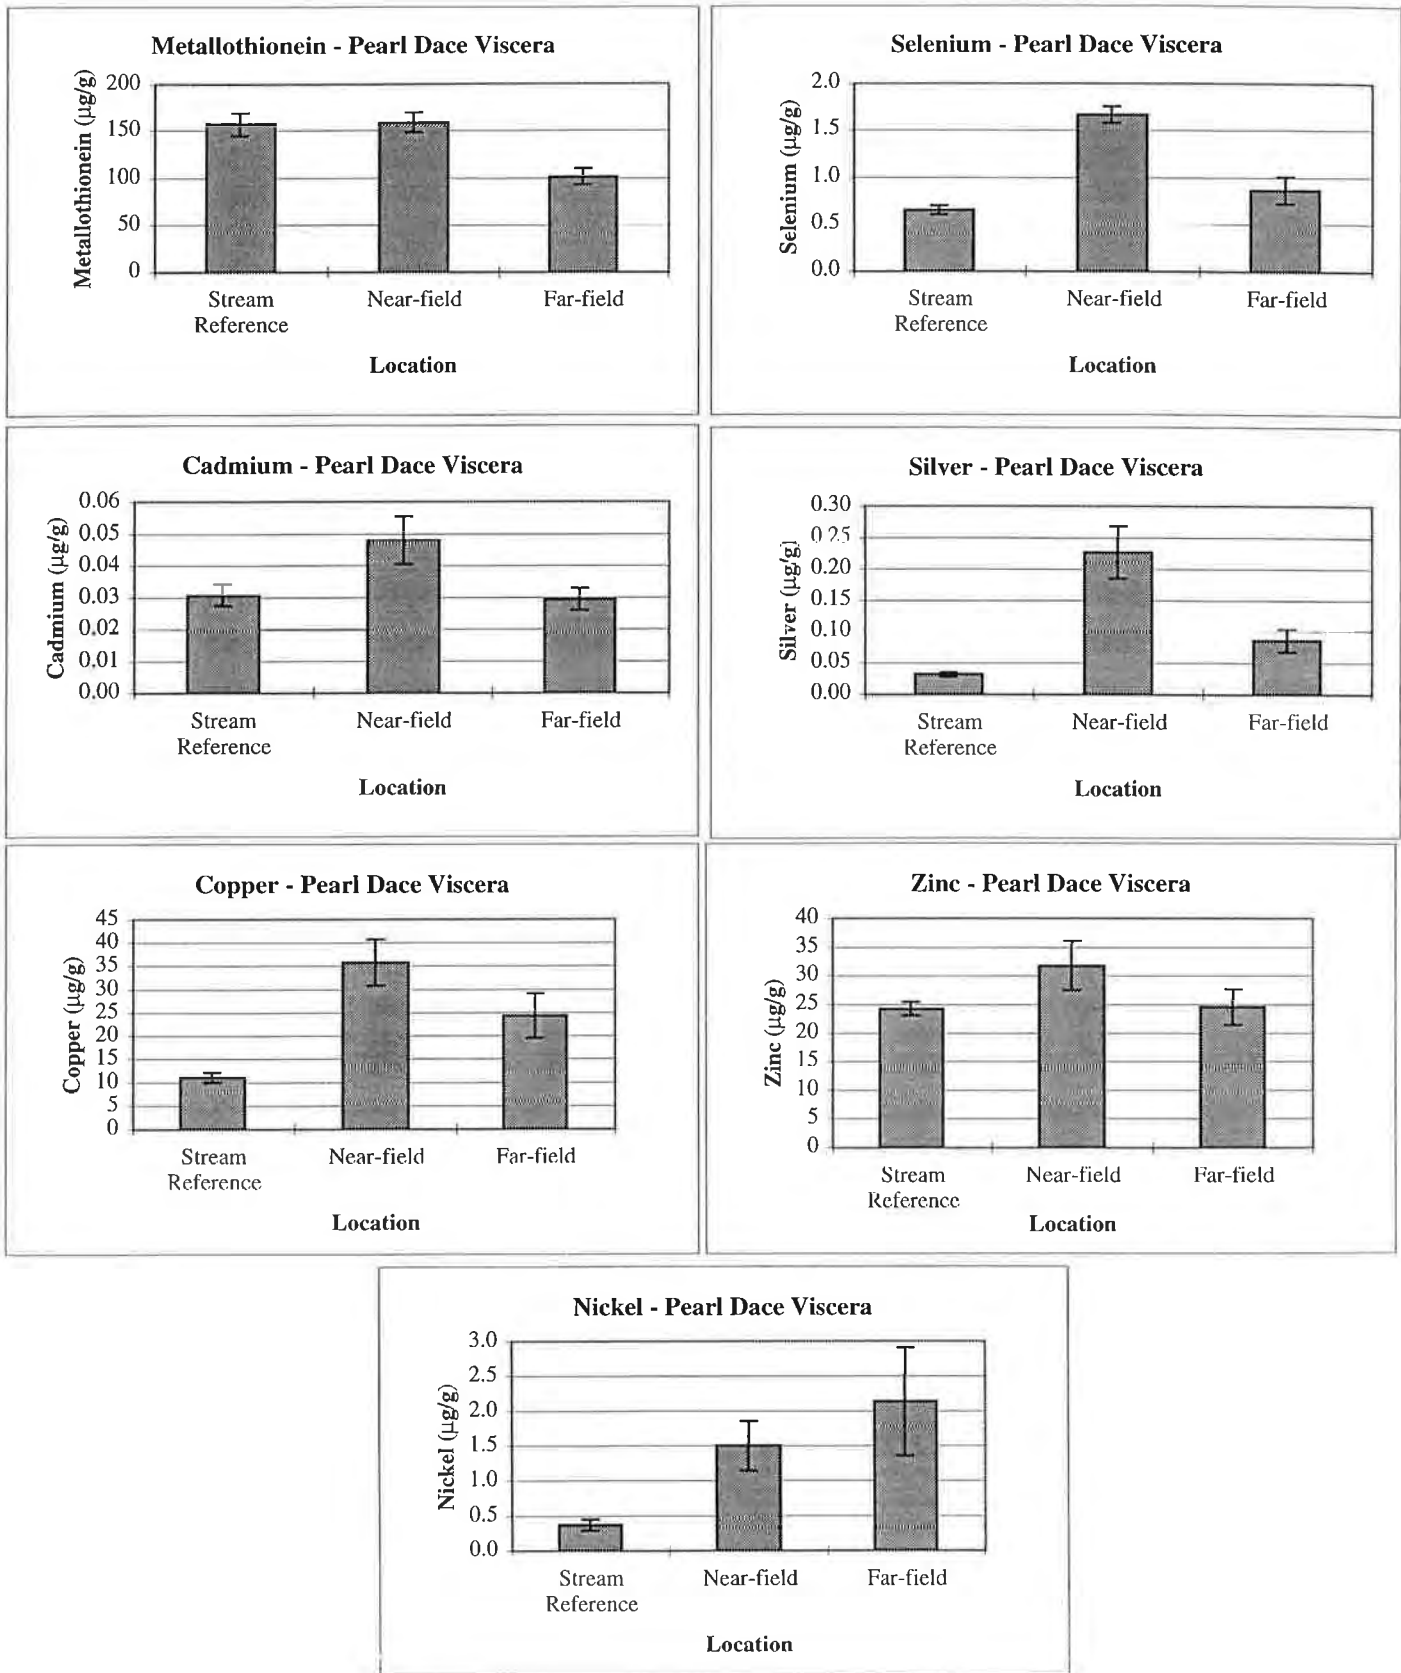 Metallothionein - Pearl Dace Viscera
Metallothionein (µg/g)
200
150
100
50
0
Stream
Reference
Near-field
Far-field
Location
Selenium - Pearl Dace Viscera
Selenium (µg/g)
2.0
1.5
1.0
0.5
0.0
Stream
Reference
Near-field
Far-field
Location
Cadmium - Pearl Dace Viscera
Cadmium (µg/g)
0.06
0.05
0.04
0.03
0.02
0.01
0.00
Stream
Reference
Near-field
Far-field
Location
Silver - Pearl Dace Viscera
Silver (µg/g)
0.30
0.25
0.20
0.15
0.10
0.05
0.00
Stream
Reference
Near-field
Far-field
Location
Copper - Pearl Dace Viscera
Copper (µg/g)
45
40
35
30
25
20
15
10
5
0
Stream
Reference
Near-field
Far-field
Location
Zinc - Pearl Dace Viscera
Zinc (µg/g)
40
35
30
25
20
15
10
5
0
Stream
Reference
Near-field
Far-field
Location
Nickel - Pearl Dace Viscera
Nickel (µg/g)
3.0
2.5
2.0
1.5
1.0
0.5
0.0
Stream
Reference
Near-field
Far-field
Location